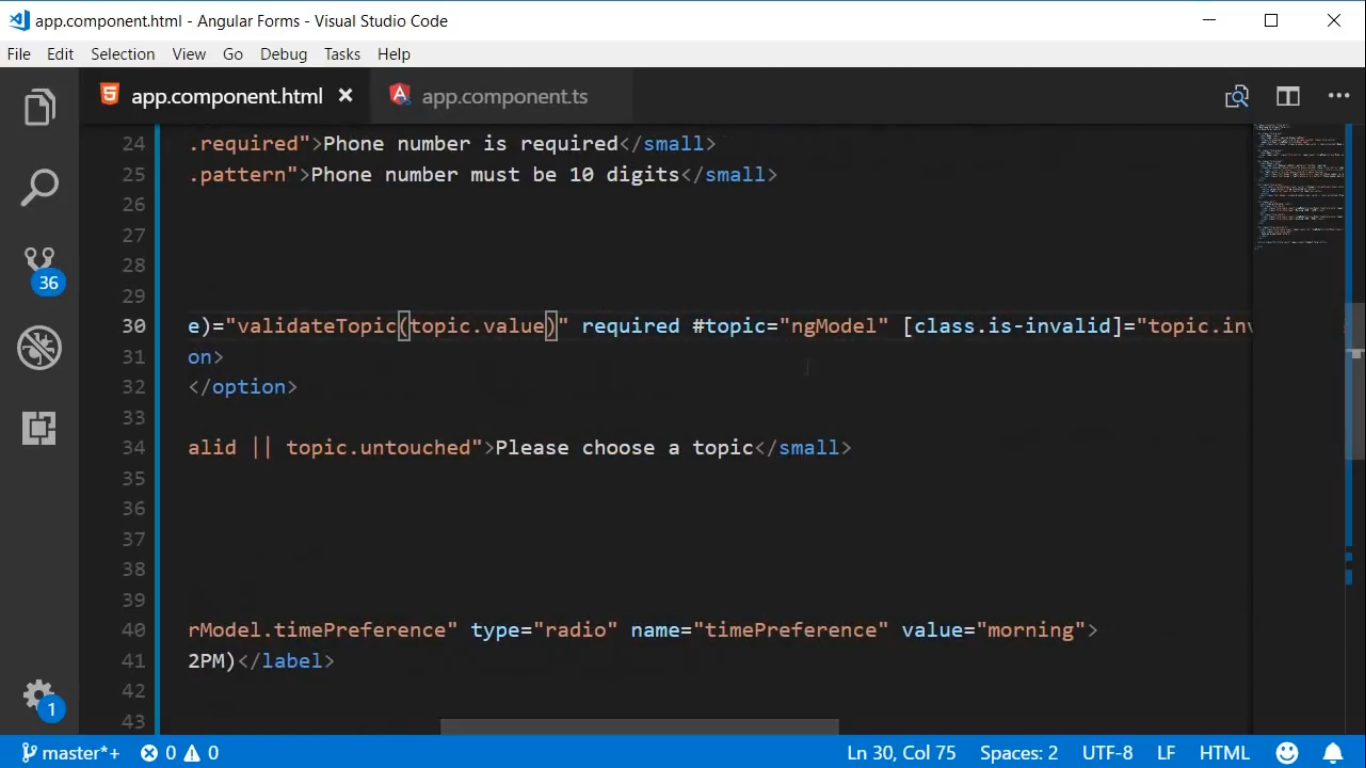 app.component.html - Angular Forms - Visual Studio Code
File Edit Selection View Go Debug Tasks Help
app.component.html app.component.ts
24 .required">Phone number is required</small>
25 .pattern">Phone number must be 10 digits</small>
26
27
28
29
30 e)="validateTopic(topic.value)" required #topic="ngModel" [class.is-invalid]="topic.inv
31 on>
32 </option>
33
34 alid || topic.untouched">Please choose a topic</small>
35
36
37
38
39
40 rModel.timePreference" type="radio" name="timePreference" value="morning">
41 2PM)</label>
42
43
36
1
master*+ 0 0 Ln 30, Col 75 Spaces: 2 UTF-8 LF HTML